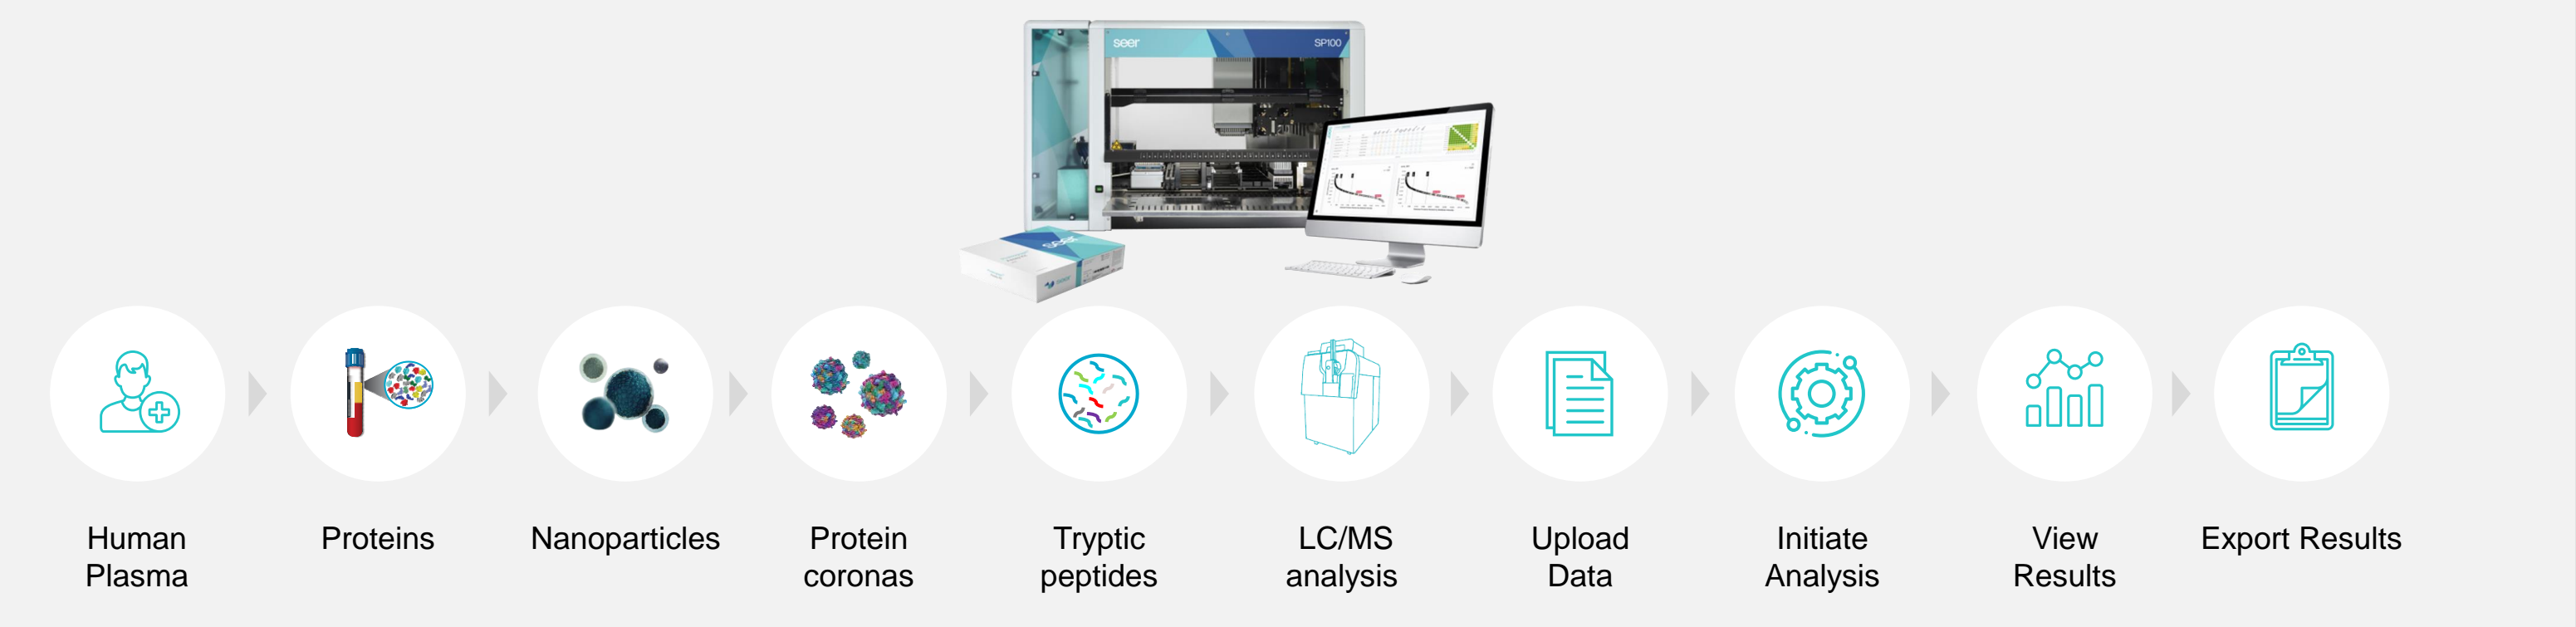 seer
SP100
seer
Human
Plasma
Proteins
Nanoparticles
Protein
coronas
Tryptic
peptides
LC/MS
analysis
Upload
Data
Initiate
Analysis
View
Results
Export Results